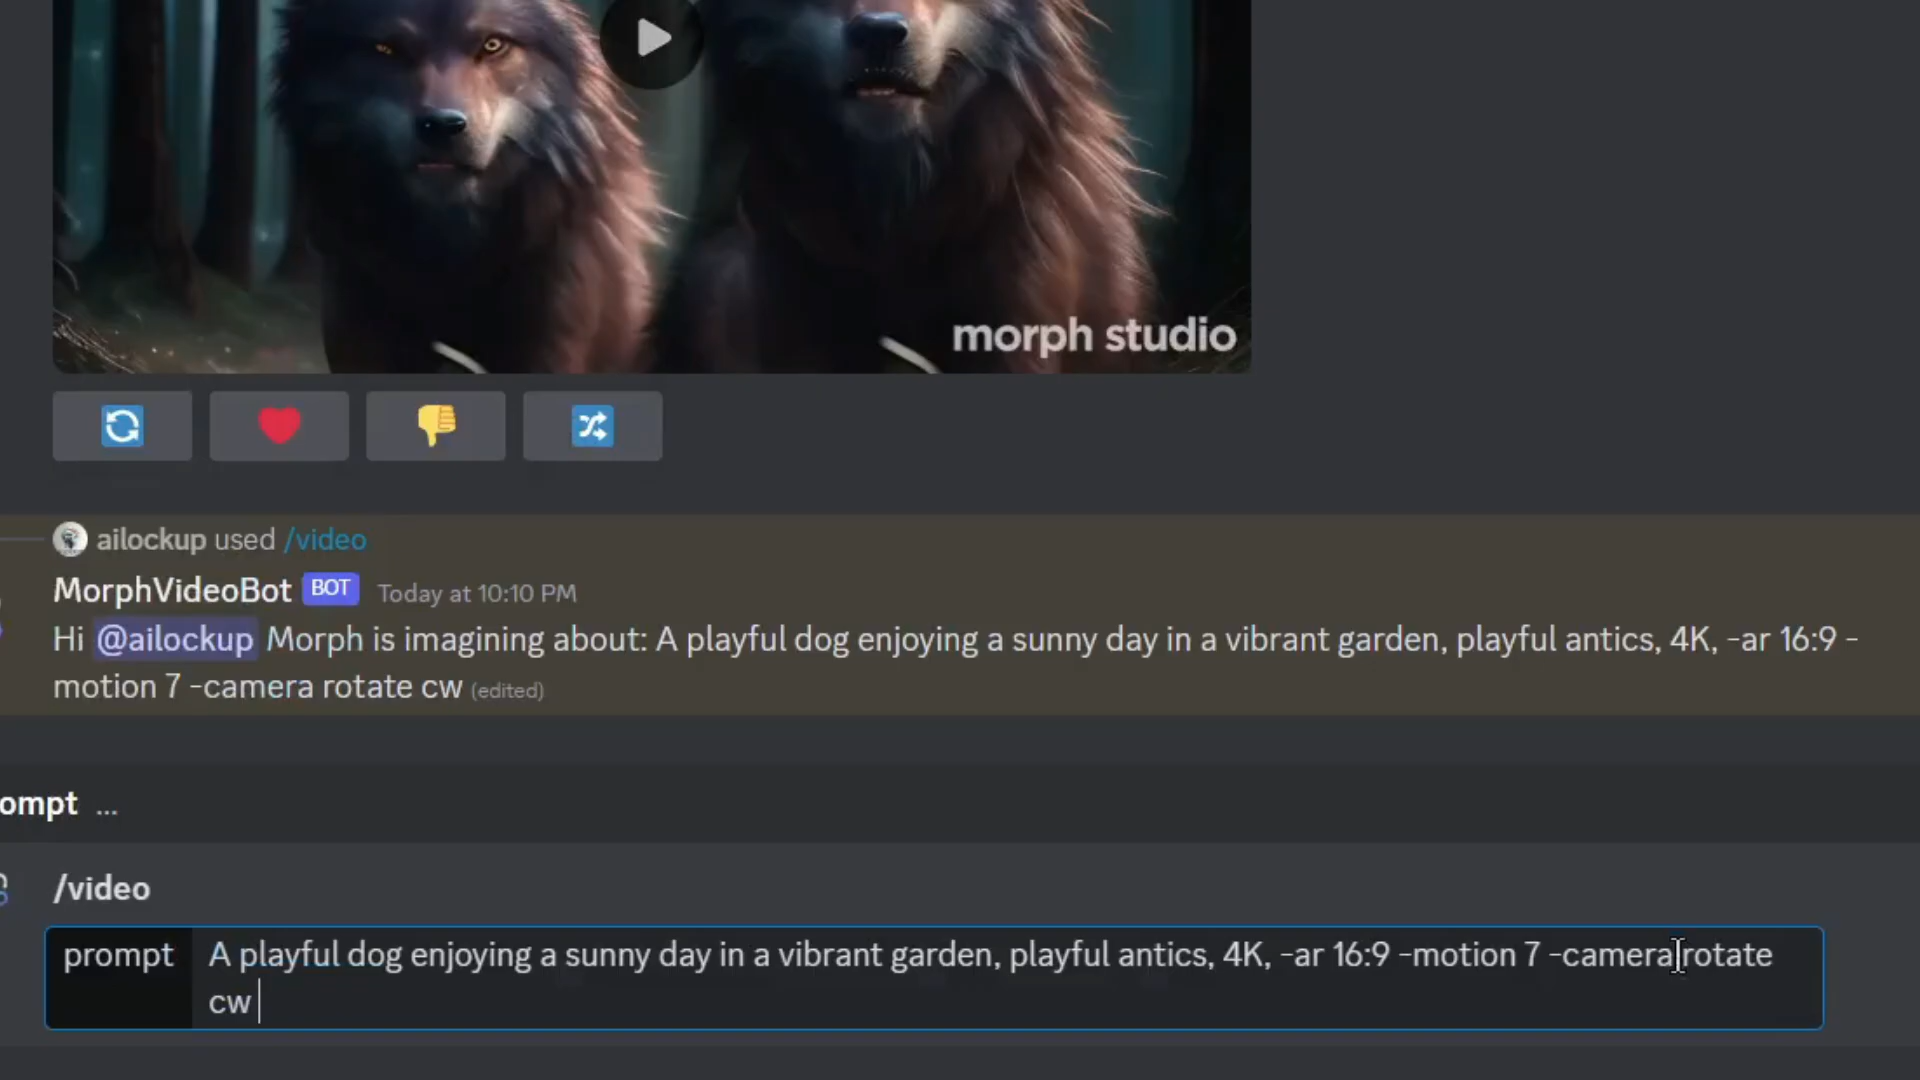 morph studio
ailockup used /video
MorphVideoBot BOT Today at 10:10 PM
Hi @ailockup Morph is imagining about: A playful dog enjoying a sunny day in a vibrant garden, playful antics, 4K, -ar 16:9 -
motion 7 -camera rotate cw (edited)
ompt ...
/video
prompt A playful dog enjoying a sunny day in a vibrant garden, playful antics, 4K, -ar 16:9 -motion 7 -camera rotate
cw